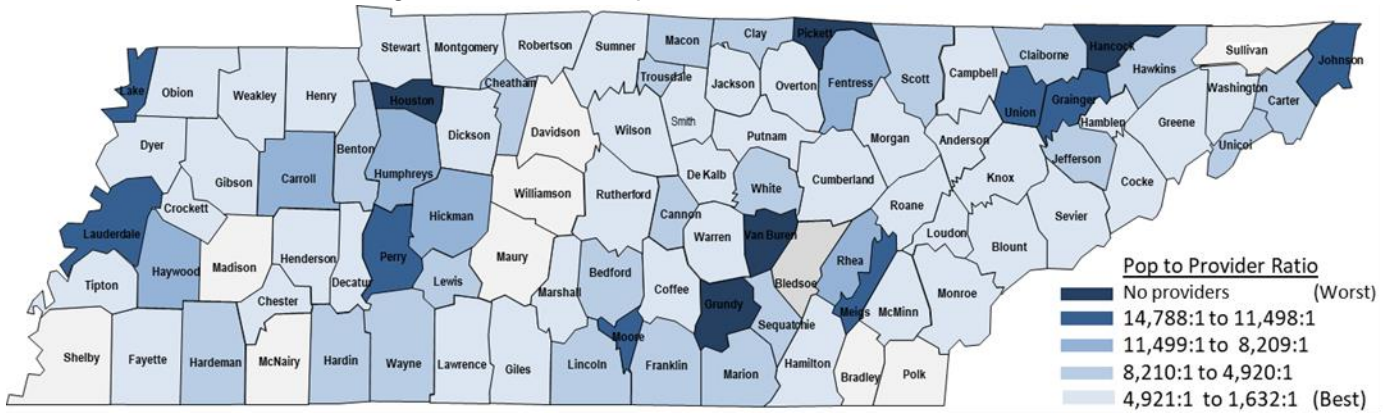 Stewart Montgomery Robertson Sumner Macon Clay Pickett Claiborne Hancock Sullivan Johnson
Lake Obion Weakley Henry Houston Cheatham Trousdale Jackson Overton Fentress Scott Campbell Union Grainger Hawkins Washington Carter
Dyer Gibson Carroll Benton Humphreys Dickson Davidson Wilson Smith Putnam Morgan Anderson Hamblen Greene Unicoi
Crockett Hickman Williamson Rutherford De Kalb White Cumberland Roane Knox Jefferson Cocke
Lauderdale Haywood Madison Henderson Decatur Perry Lewis Maury Cannon Warren Van Buren Rhea Loudon Blount Sevier
Tipton Chester Marshall Bedford Coffee Grundy Bledsoe Meigs McMinn Monroe
Shelby Fayette Hardeman McNairy Hardin Wayne Lawrence Giles Lincoln Moore Franklin Marion Sequatchie Hamilton Bradley Polk
Pop to Provider Ratio
No providers (Worst)
14,788:1 to 11,498:1
11,499:1 to 8,209:1
8,210:1 to 4,920:1
4,921:1 to 1,632:1 (Best)